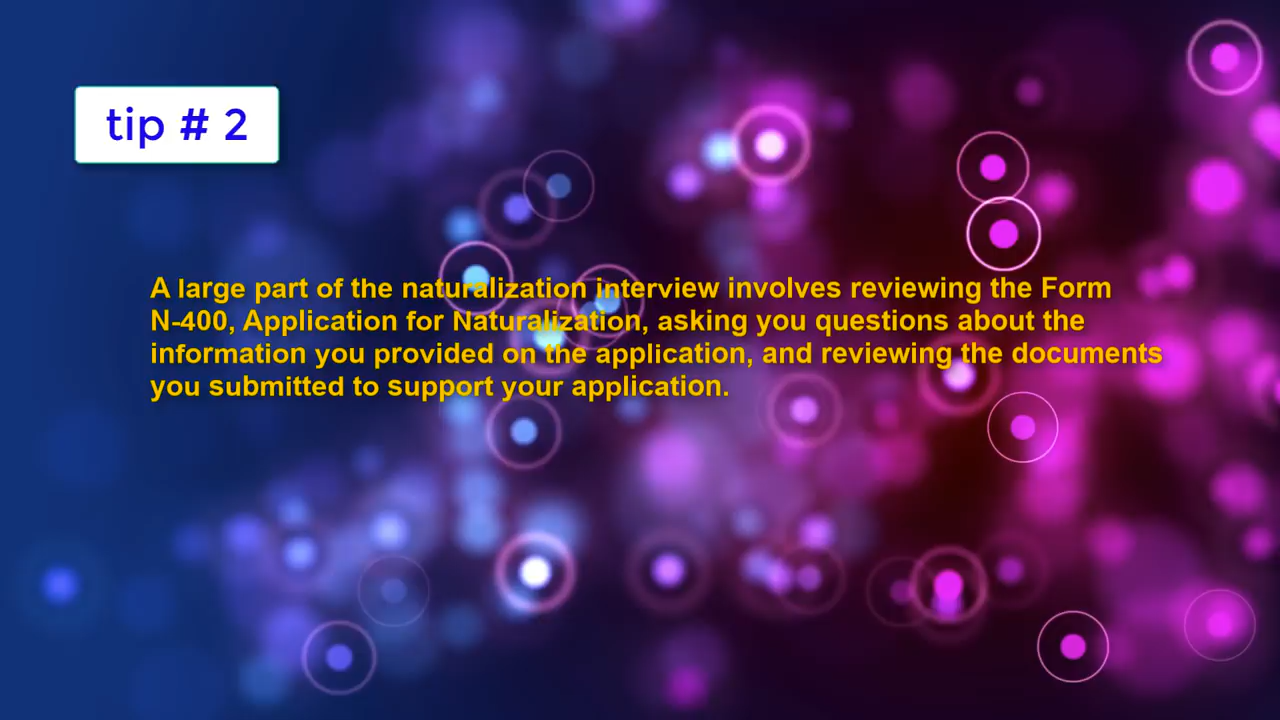 tip # 2
A large part of the naturalization interview involves reviewing the Form
N-400, Application for Naturalization, asking you questions about the
information you provided on the application, and reviewing the documents
you submitted to support your application.